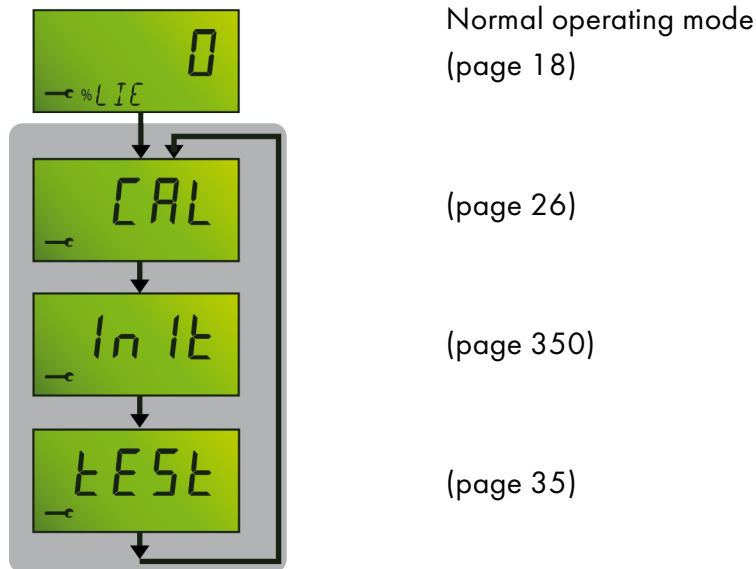 Normal operating mode
0
(page 18)
%LIE
CAL
(page 26)
InIt
(page 350)
tESt
(page 35)